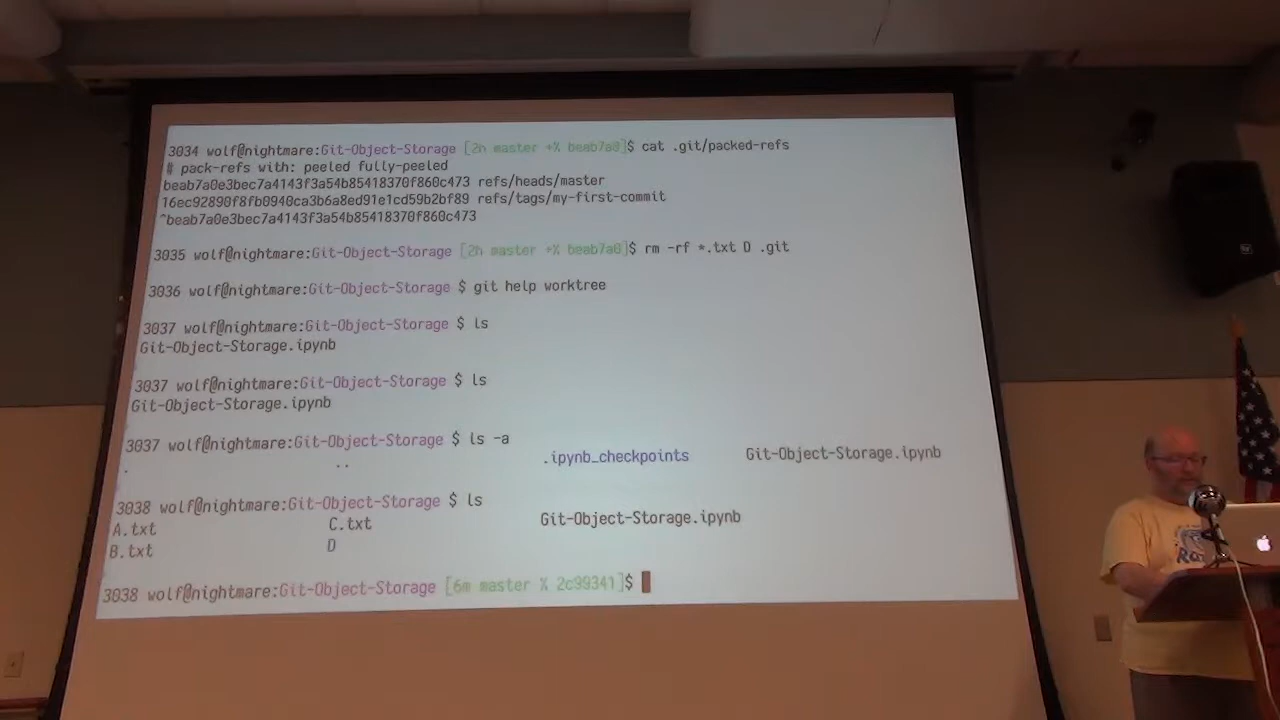 3034 wolf@nightmare:Git-Object-Storage [2h master +% beab7a0]$ cat .git/packed-refs
# pack-refs with: peeled fully-peeled
beab7a0e3bec7a4143f3a54b85418370f860c473 refs/heads/master
16ec92890f8fb0940ca3b6a8ed91e1cd59b2bf89 refs/tags/my-first-commit
^beab7a0e3bec7a4143f3a54b85418370f860c473
3035 wolf@nightmare:Git-Object-Storage [2h master +% beab7a0]$ rm -rf *.txt D .git
3036 wolf@nightmare:Git-Object-Storage $ git help worktree
3037 wolf@nightmare:Git-Object-Storage $ ls
Git-Object-Storage.ipynb
3037 wolf@nightmare:Git-Object-Storage $ ls
Git-Object-Storage.ipynb
3037 wolf@nightmare:Git-Object-Storage $ ls -a
. .. .ipynb_checkpoints Git-Object-Storage.ipynb
3038 wolf@nightmare:Git-Object-Storage $ ls
A.txt C.txt Git-Object-Storage.ipynb
B.txt D
3038 wolf@nightmare:Git-Object-Storage [6m master % 2c99341]$